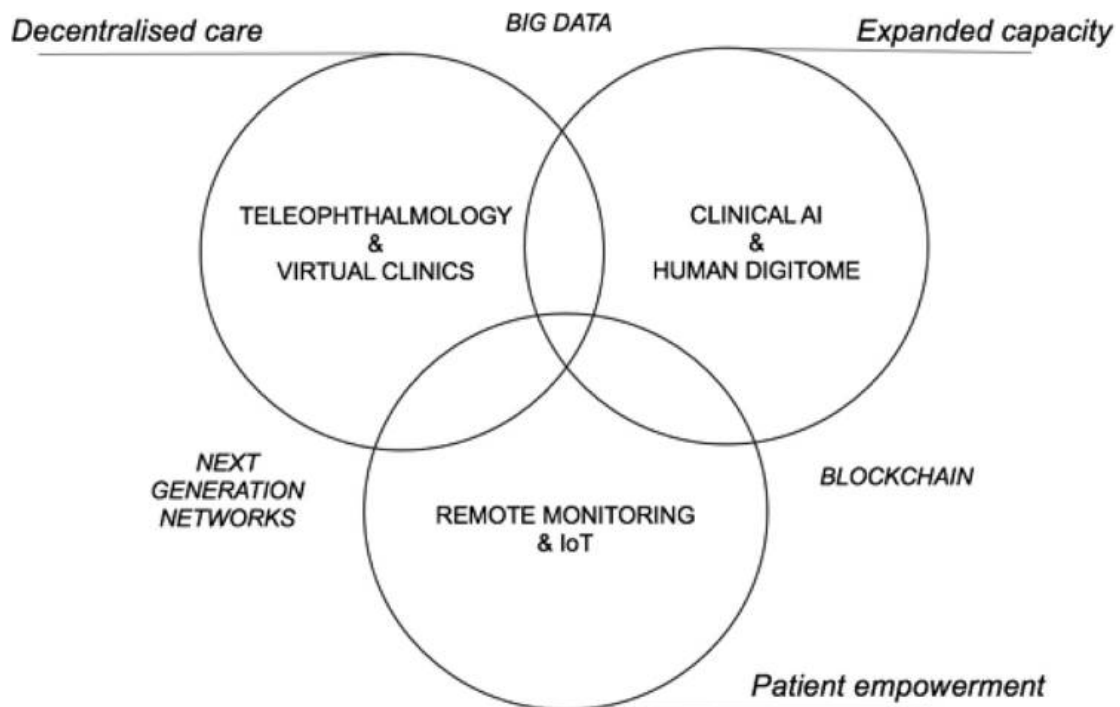 Decentralised care
BIG DATA
Expanded capacity
TELEOPHTHALMOLOGY
&
VIRTUAL CLINICS
CLINICAL AI
&
HUMAN DIGITOME
NEXT
GENERATION
NETWORKS
BLOCKCHAIN
REMOTE MONITORING
& IoT
Patient empowerment